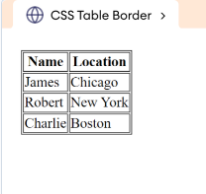 CSS Table Border >
Name Location
James Chicago
Robert New York
Charlie Boston